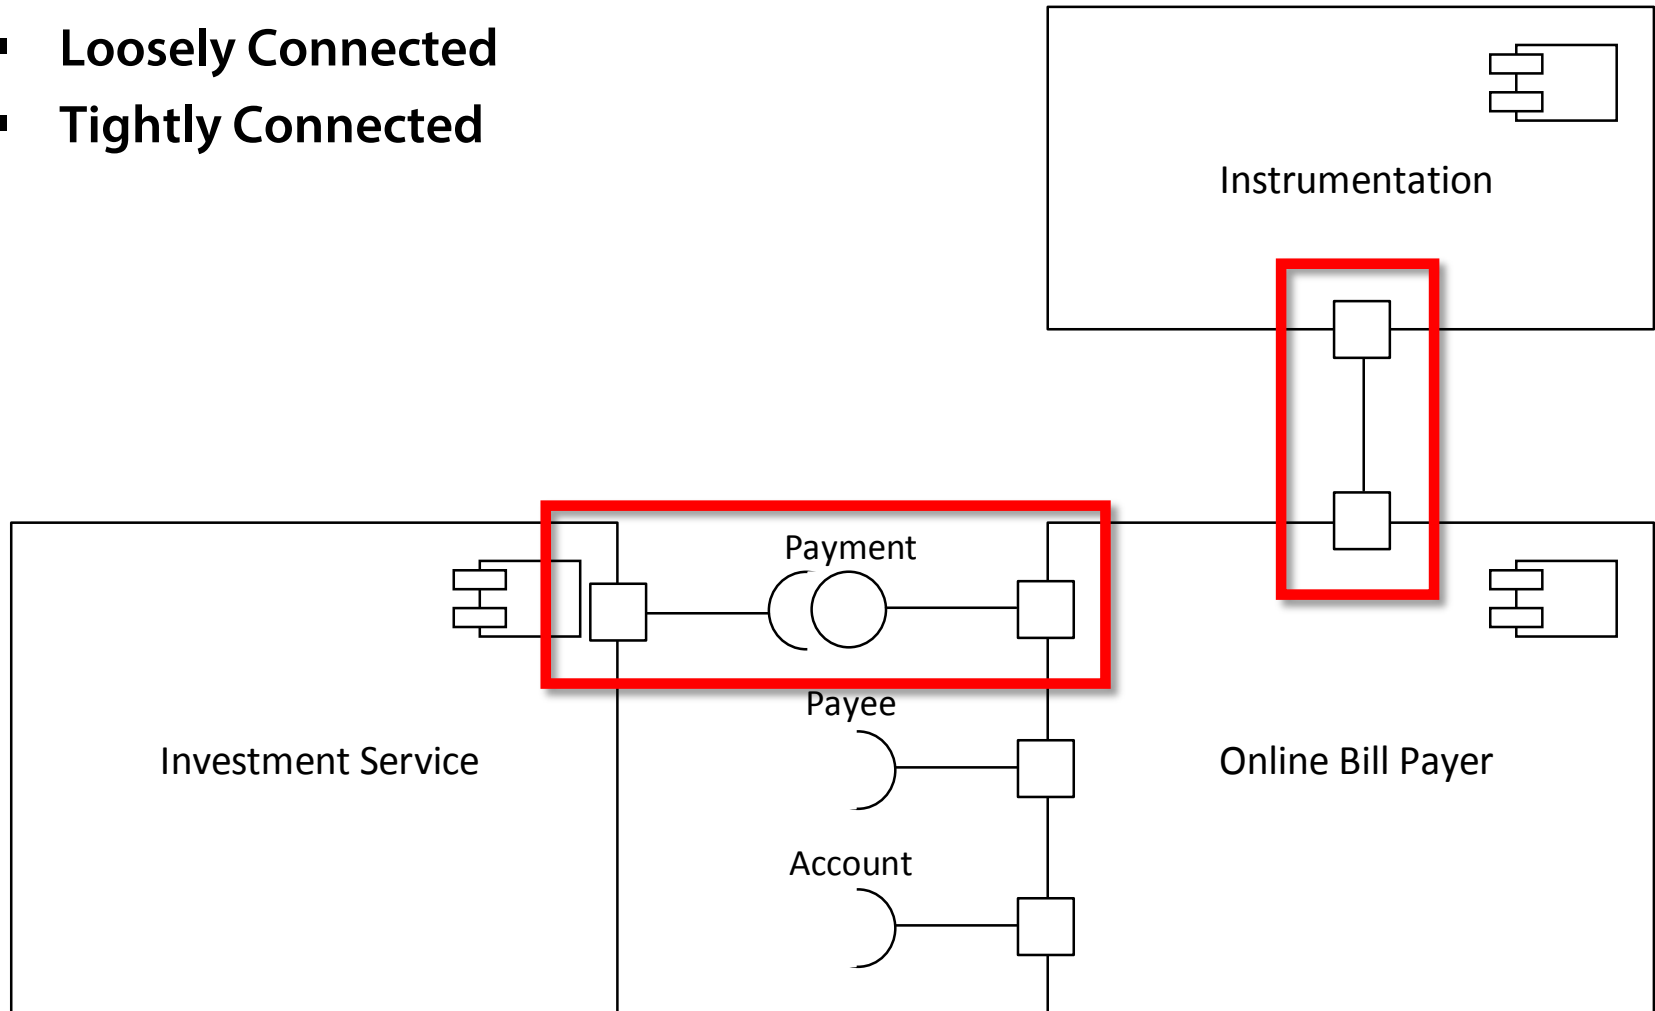 Loosely Connected
Tightly Connected
Instrumentation
Payment
Payee
Investment Service
Online Bill Payer
Account